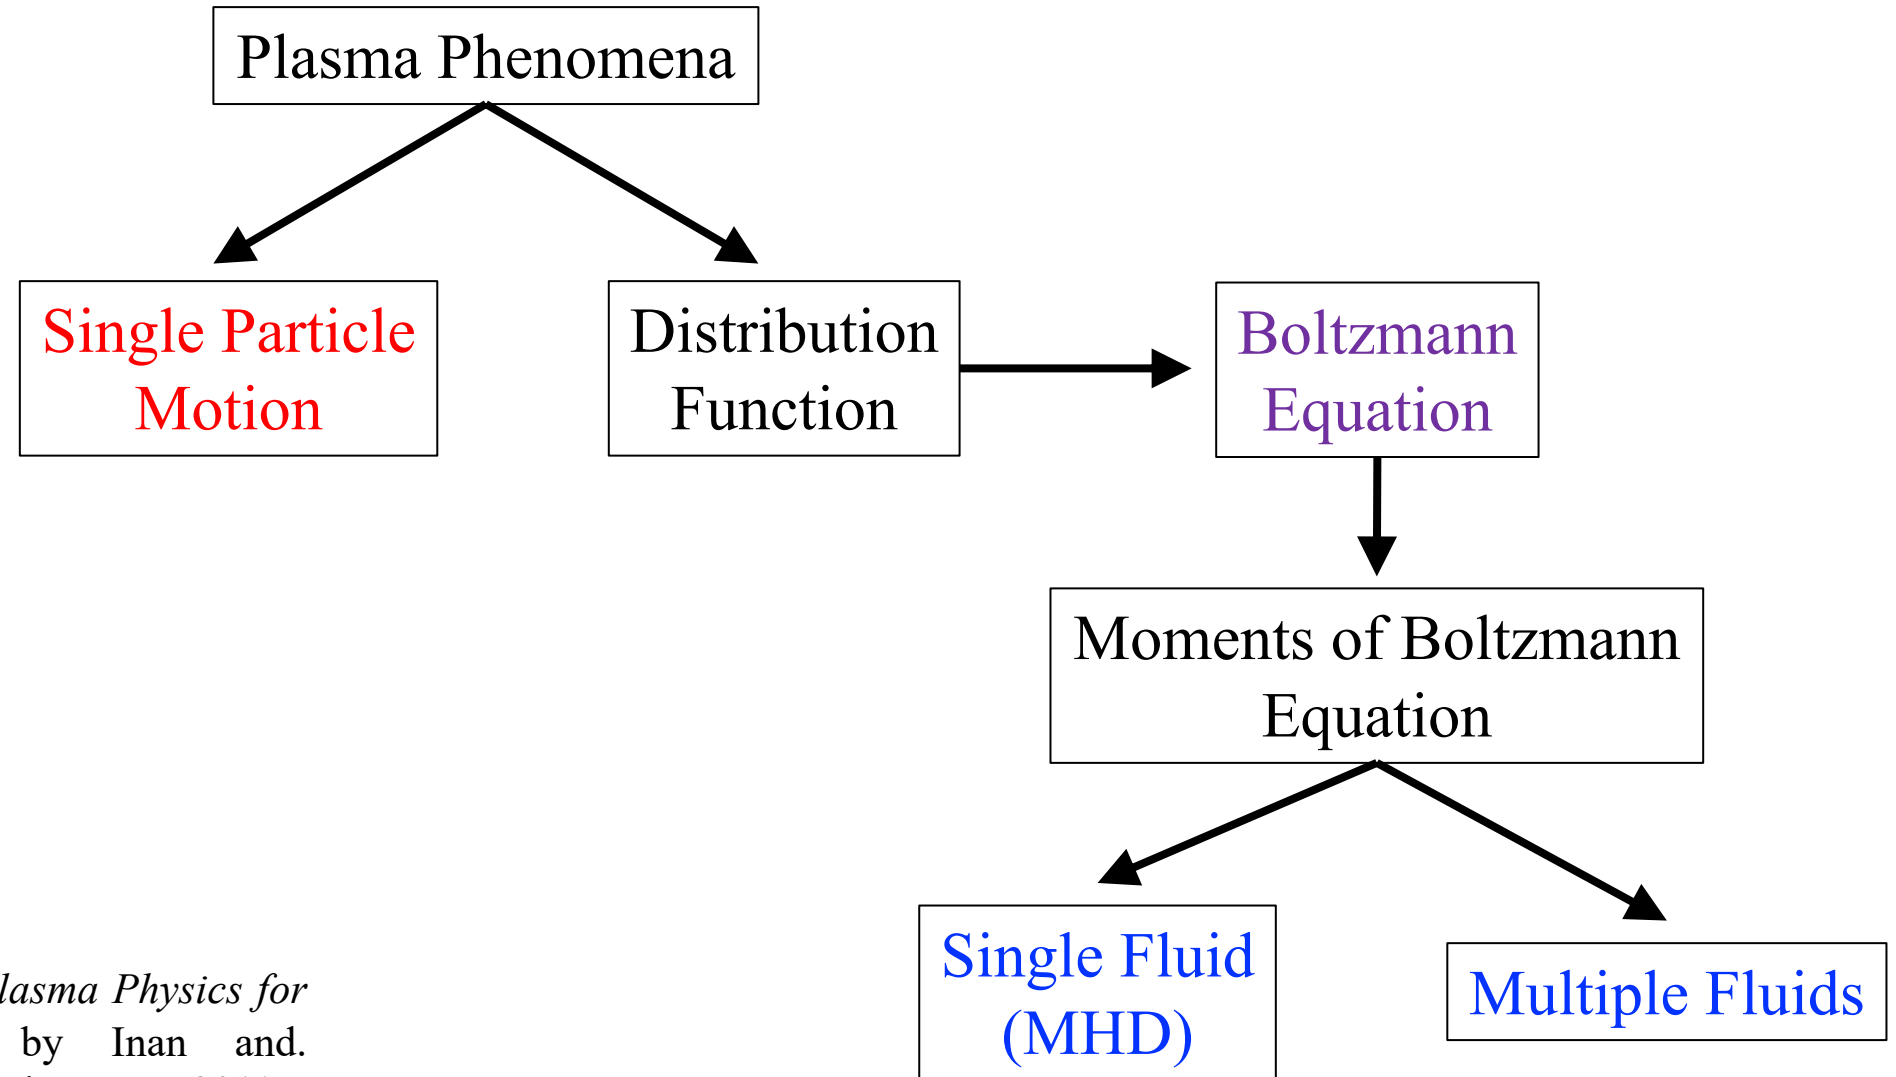 Plasma Phenomena
Single Particle
Motion
Distribution
Function
Boltzmann
Equation
Moments of Boltzmann
Equation
Single Fluid
(MHD)
Multiple Fluids
lasma Physics for
by Inan and.